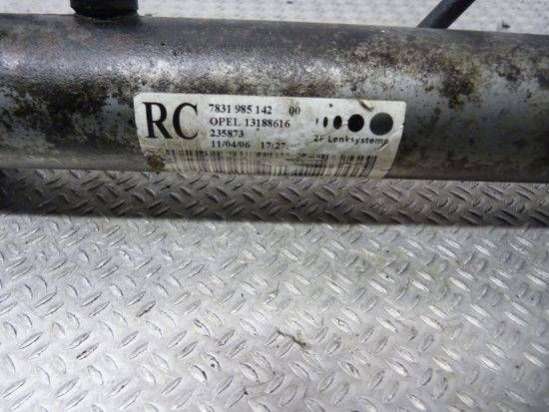 RC
7831 985 142 00
OPEL 13188616
235873
11/04/06 17:27
ZF Lenksysteme